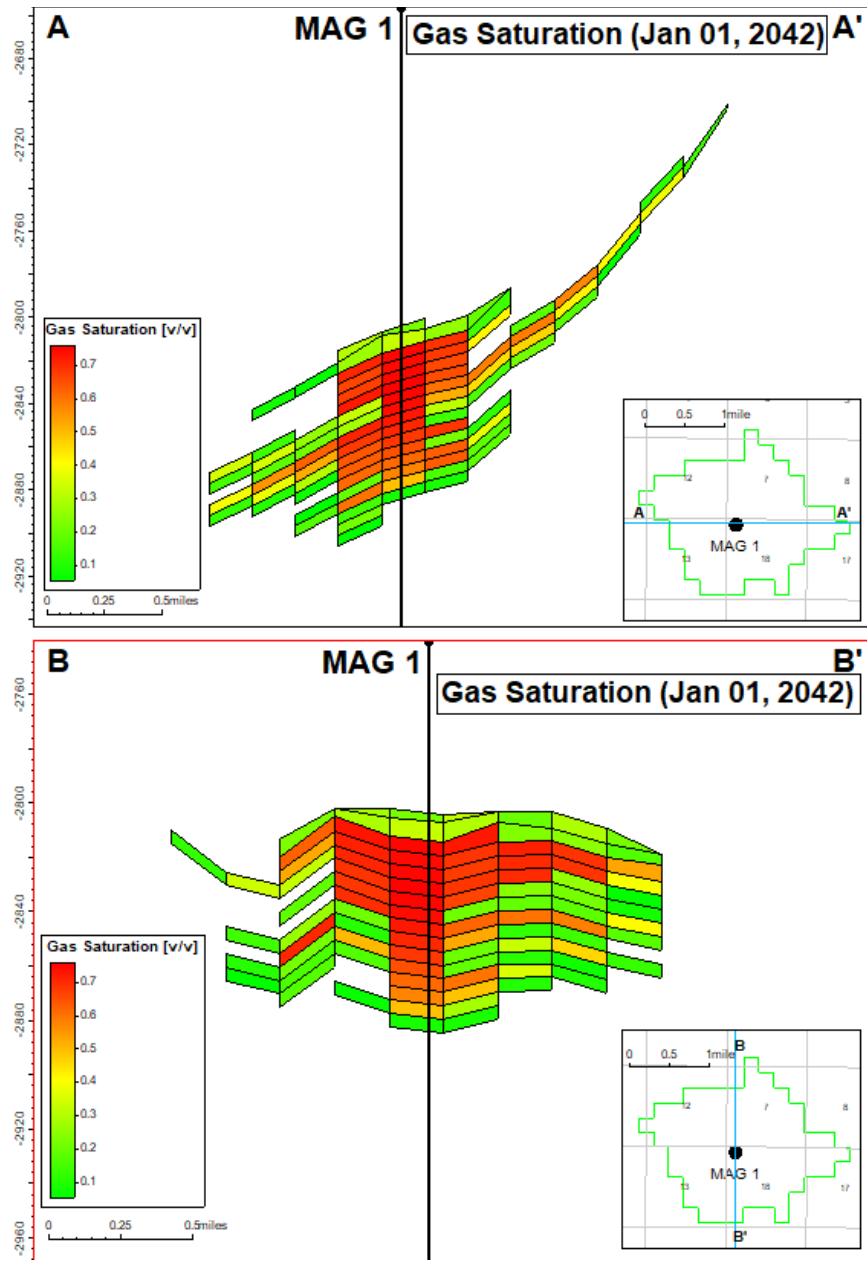 A
MAG 1
Gas Saturation (Jan 01, 2042)
A'
-2680
-2720
-2760
-2800
-2840
-2880
-2920
Gas Saturation [v/v]
0.7
0.6
0.5
0.4
0.3
0.2
0.1
0 0.25 0.5miles
0 0.5 1mile
12 7 8
A A'
MAG 1
13 18 17
B
MAG 1
B'
Gas Saturation (Jan 01, 2042)
-2760
-2800
-2840
-2880
-2920
-2960
Gas Saturation [v/v]
0.7
0.6
0.5
0.4
0.3
0.2
0.1
0 0.25 0.5miles
B
0 0.5 1mile
12 7 8
MAG 1
13 18 17
B'